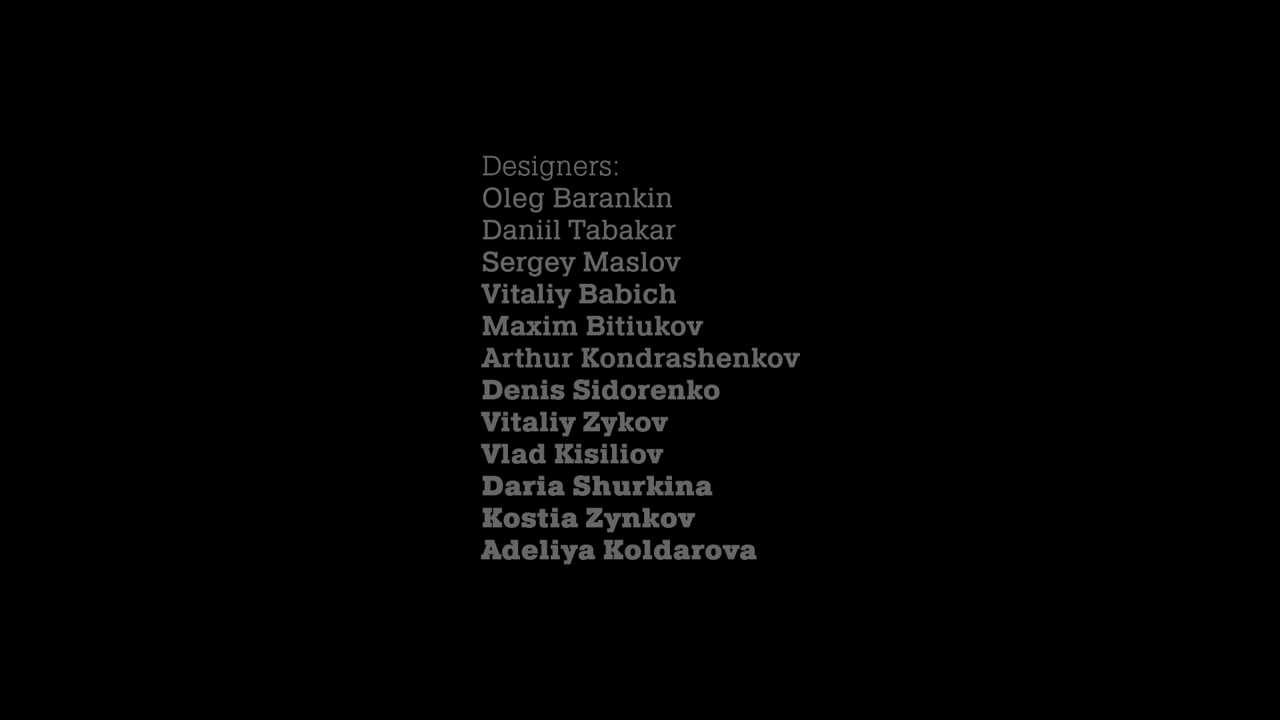 Designers:
Oleg Barankin
Daniil Tabakar
Sergey Maslov
Vitaliy Babich
Maxim Bitiukov
Arthur Kondrashenkov
Denis Sidorenko
Vitaliy Zykov
Vlad Kisiliov
Daria Shurkina
Kostia Zynkov
Adeliya Koldarova